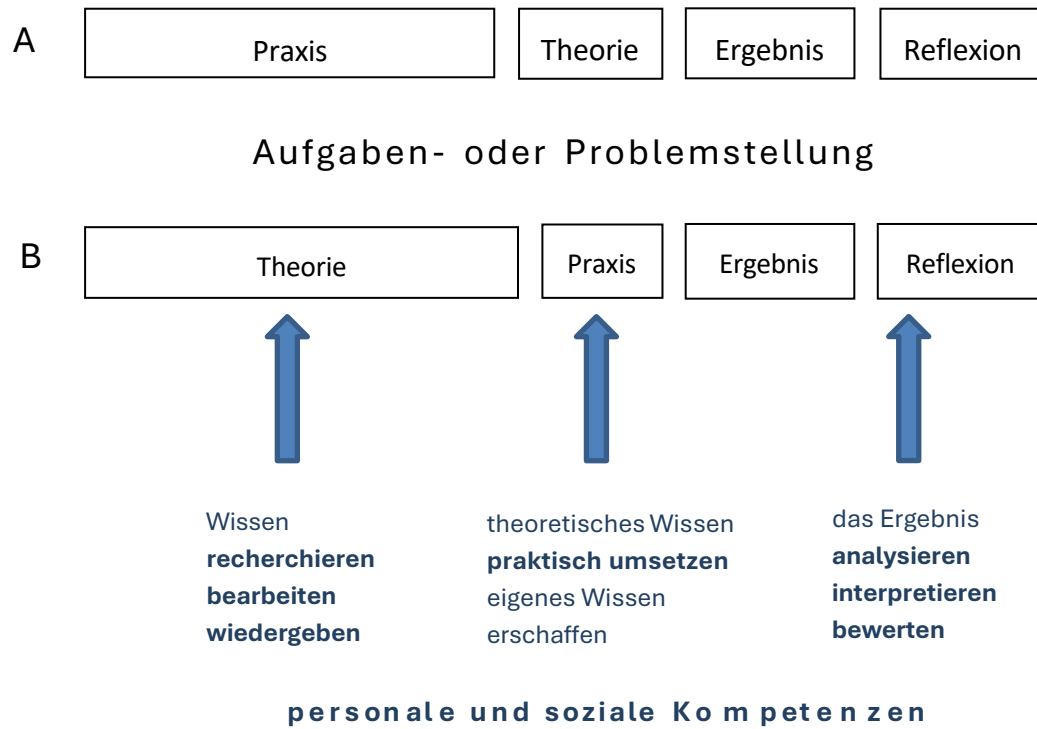 A Praxis Theorie Ergebnis Reflexion
Aufgaben- oder Problemstellung
B Theorie Praxis Ergebnis Reflexion
Wissen
recherchieren
bearbeiten
wiedergeben
theoretisches Wissen
praktisch umsetzen
eigenes Wissen
erschaffen
das Ergebnis
analysieren
interpretieren
bewerten
personale und soziale Kompetenzen